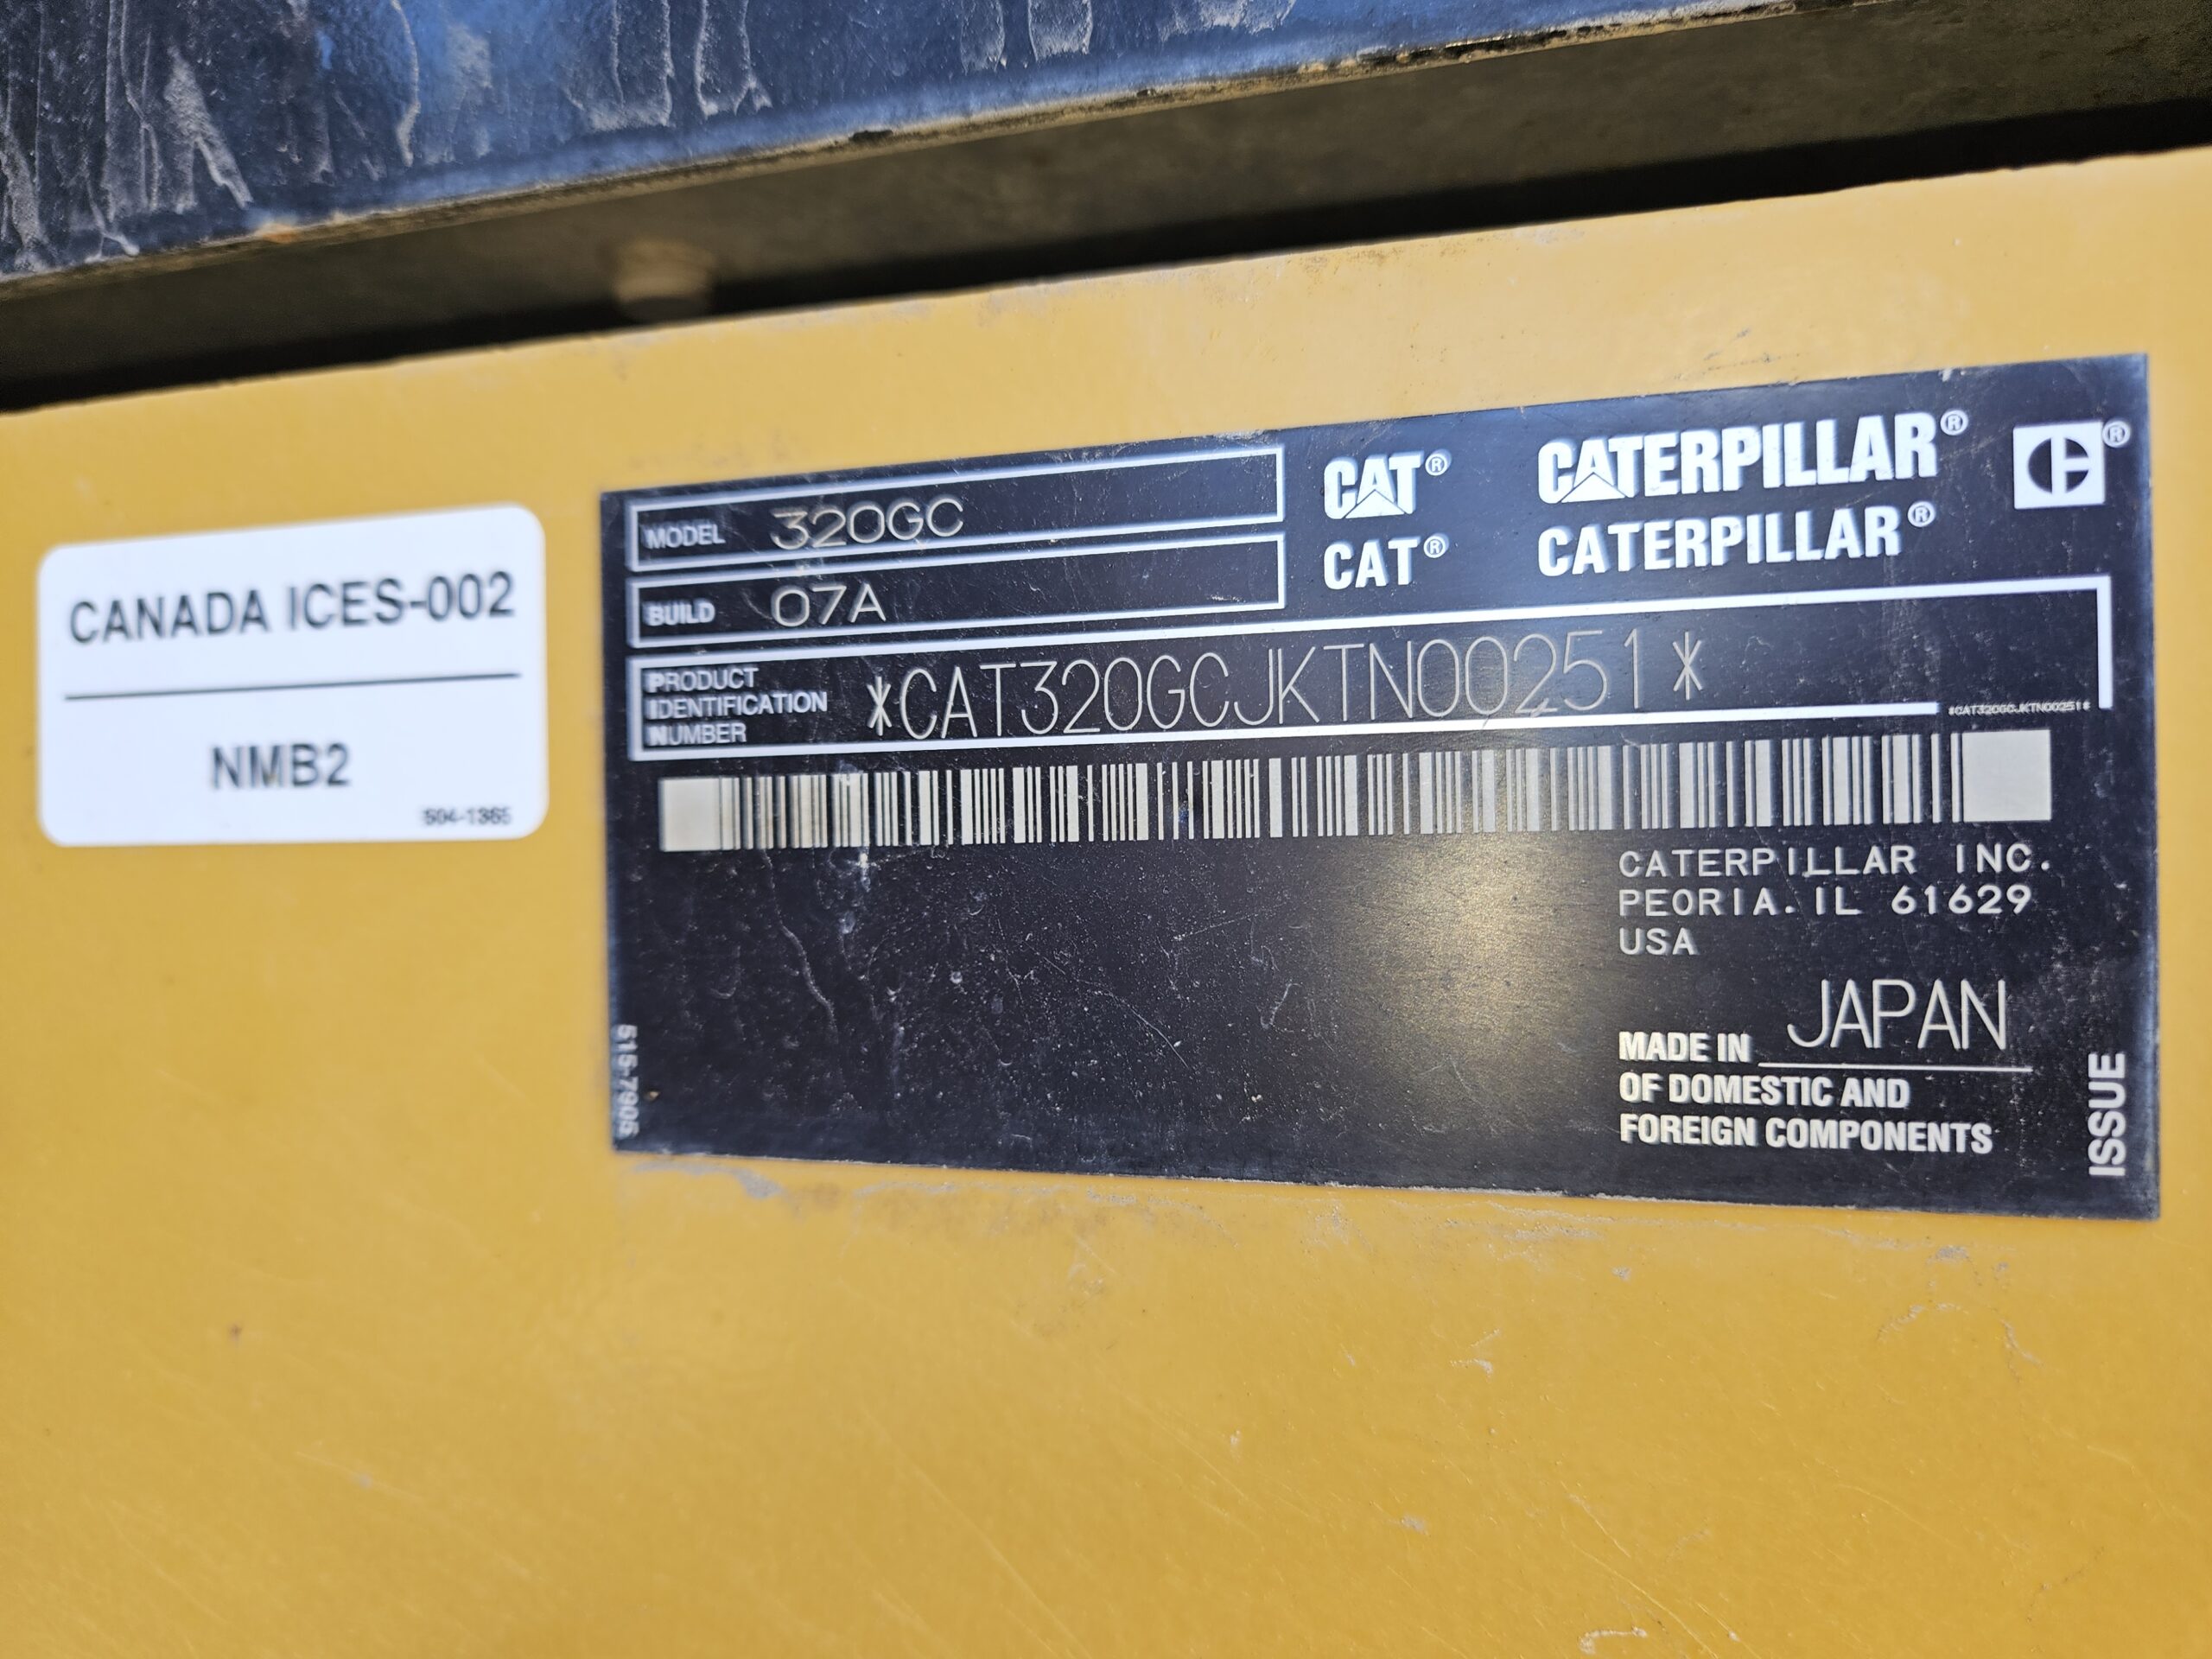 CANADA ICES-002
NMB2
504-1365
MODEL 320GC
BUILD 07A
CAT® CATERPILLAR® ®
CAT® CATERPILLAR®
PRODUCT
IDENTIFICATION
NUMBER
*CAT320GCJKTN00251*
*CAT320GCJKTN00251*
CATERPILLAR INC.
PEORIA. IL 61629
USA
MADE IN JAPAN
OF DOMESTIC AND
FOREIGN COMPONENTS
515-7905
ISSUE